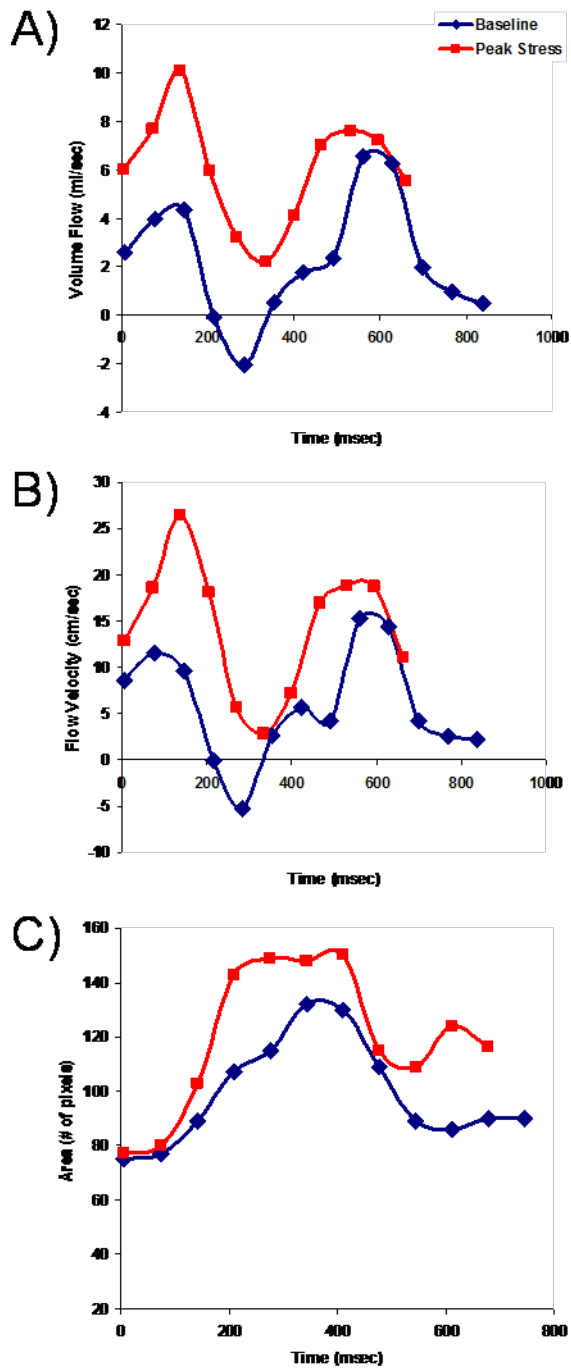 A)
Baseline
Peak Stress
12
10
8
6
4
2
0
-2
-4
0 200 400 600 800 1000
Volume Flow (ml/sec)
Time (msec)
B)
30
25
20
15
10
5
0
-5
-10
0 200 400 600 800 1000
Flow Velocity (cm/sec)
Time (msec)
C)
160
140
120
100
80
60
40
20
0 200 400 600 800
Area (# of pixels)
Time (msec)